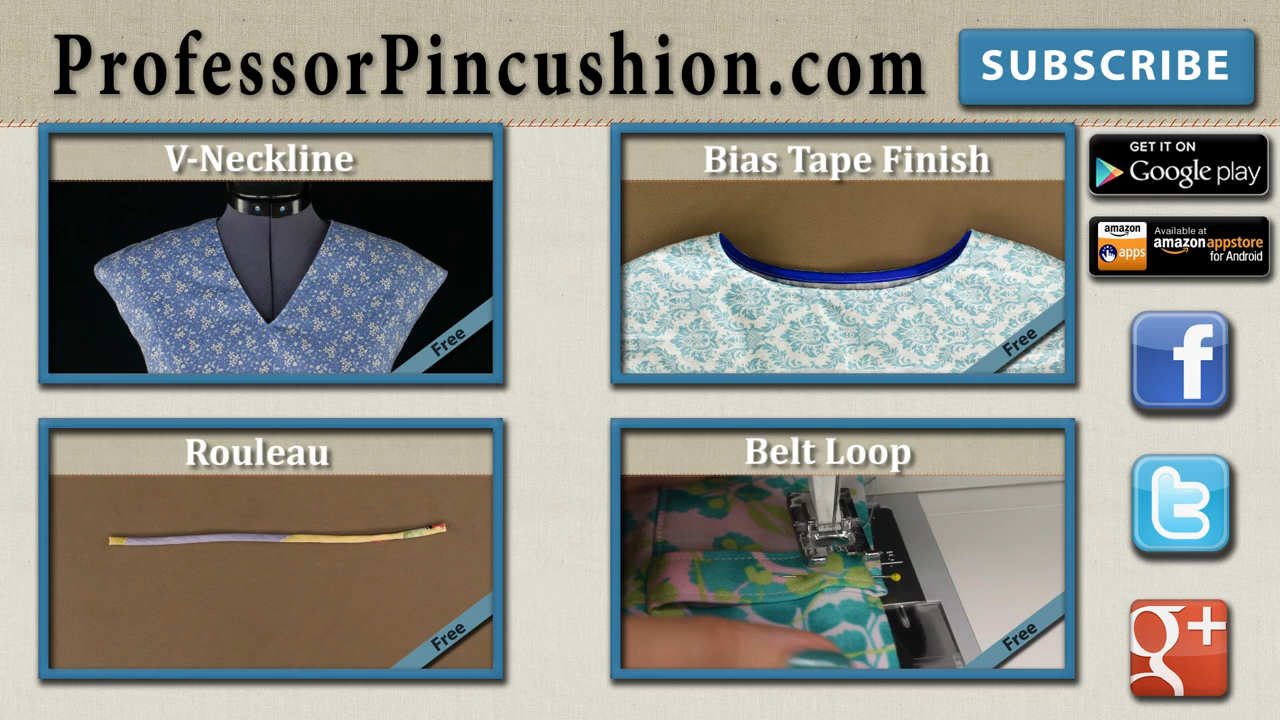 ProfessorPincushion.com
SUBSCRIBE
V-Neckline
Free
Bias Tape Finish
Free
GET IT ON
Google play
amazon
apps
Available at
amazon appstore
for Android
f
t
g+
Rouleau
Free
Belt Loop
Free